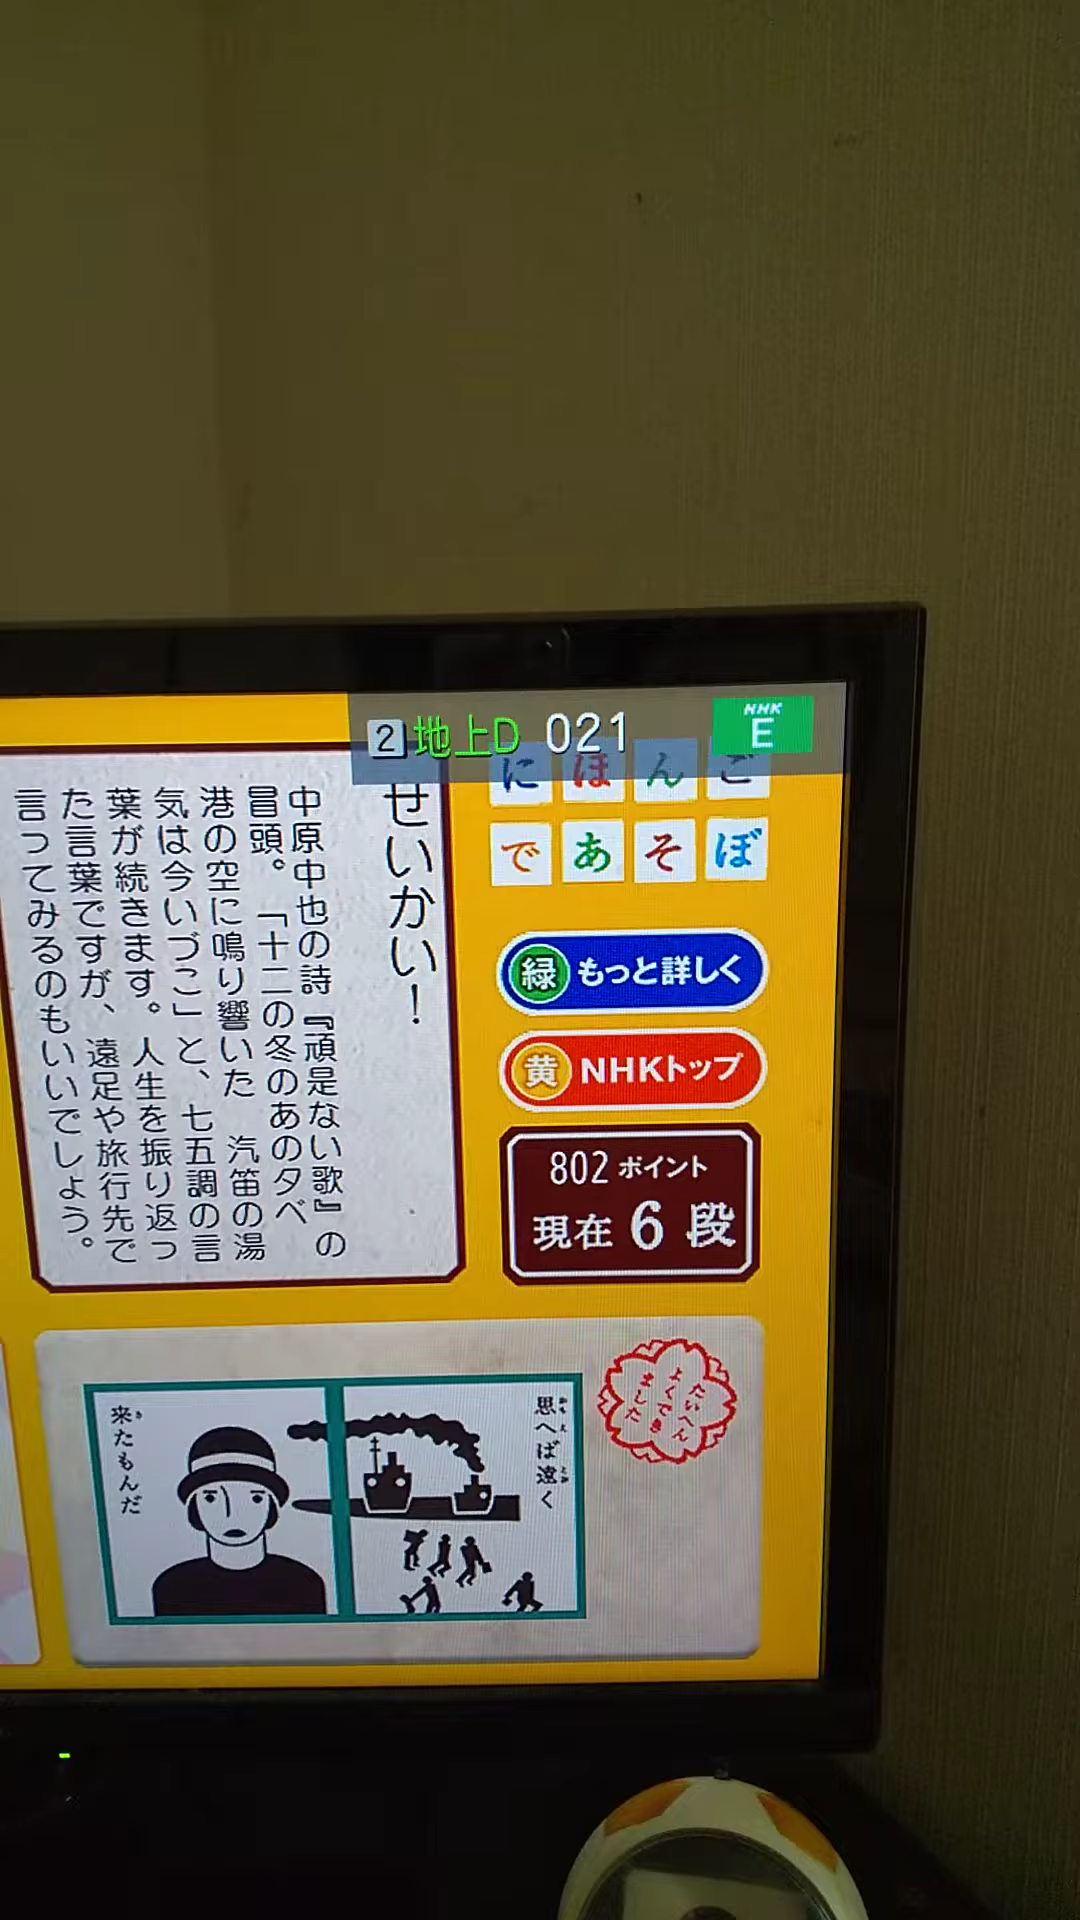 2 地上D 021
NHK
E
にほんご
であそぼ
緑 もっと詳しく
黄 NHKトップ
802 ポイント
現在 6 段
せいかい!
中原中也の詩『頑是ない歌』の
冒頭。「十二の冬のあの夕べ
港の空に鳴り響いた 汽笛の湯
気は今いづこ」と、七五調の言
葉が続きます。人生を振り返っ
た言葉ですが、遠足や旅行先で
言ってみるのもいいでしょう。
たいへん
よくでき
ました
思へば遠く
おもえ
とお
来たもんだ
き